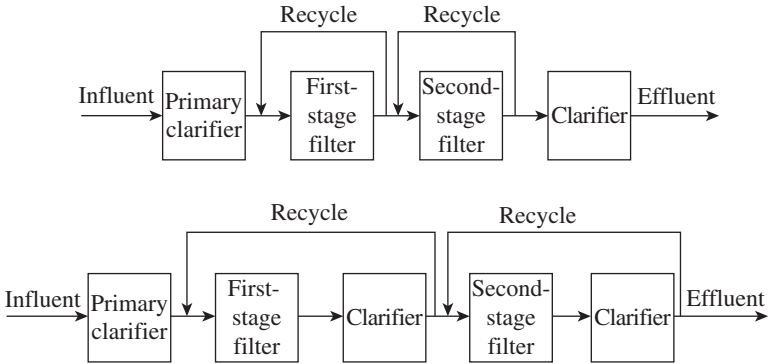 Recycle
Recycle
Influent
Primary
clarifier
First-
stage
filter
Second-
stage
filter
Clarifier
Effluent
Recycle
Recycle
Influent
Primary
clarifier
First-
stage
filter
Clarifier
Second-
stage
filter
Clarifier
Effluent